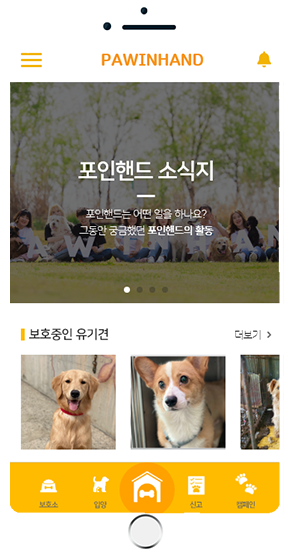 PAWINHAND
포인핸드 소식지
포인핸드는 어떤 일을 하나요?
그동안 궁금했던 포인핸드의 활동
PAWINHAN
보호중인 유기견
더보기 >
보호소 입양 신고 캠페인